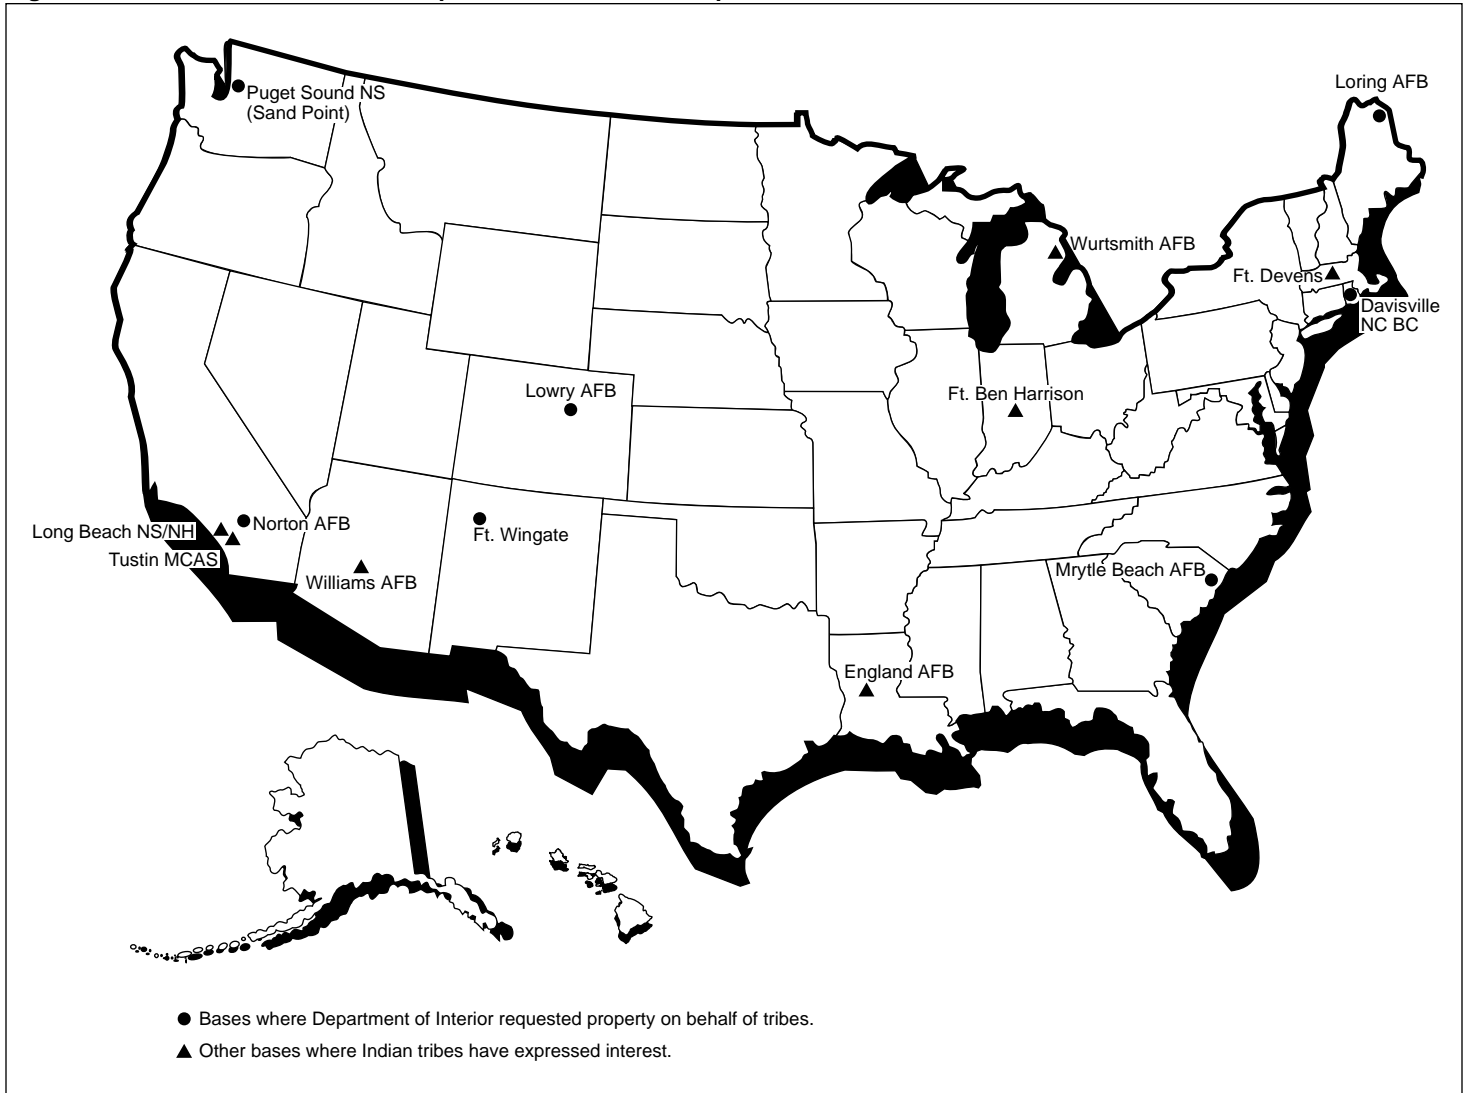 Puget Sound NS
(Sand Point)
Loring AFB
Wurtsmith AFB
Ft. Devens
Davisville
NC BC
Lowry AFB
Ft. Ben Harrison
Norton AFB
Long Beach NS/NH
Tustin MCAS
Ft. Wingate
Williams AFB
Mrytle Beach AFB
England AFB
Bases where Department of Interior requested property on behalf of tribes.
Other bases where Indian tribes have expressed interest.